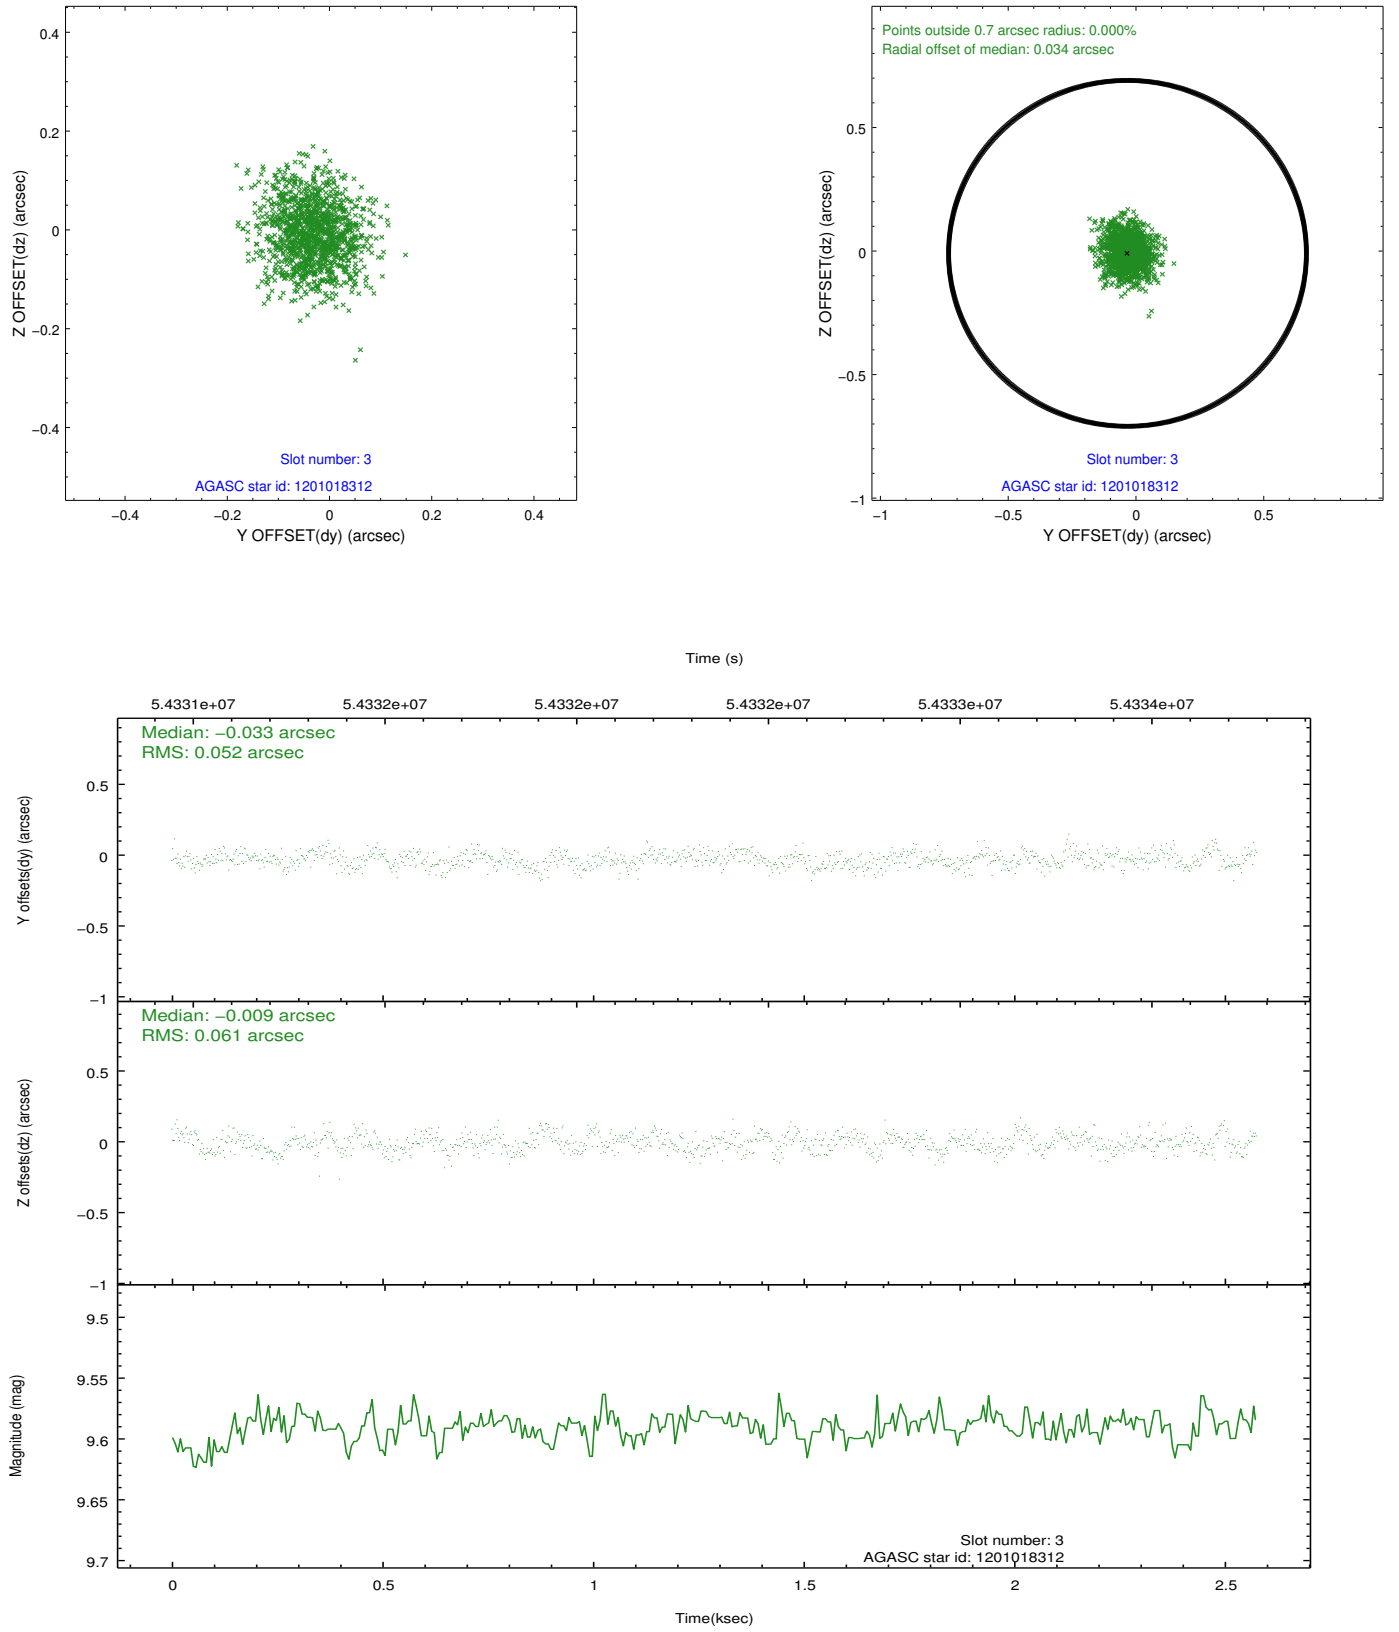 0.4
0.2
0
−0.2
−0.4
Z OFFSET(dz) (arcsec)
Slot number: 3
AGASC star id: 1201018312
−0.4 −0.2 0 0.2 0.4
Y OFFSET(dy) (arcsec)
Points outside 0.7 arcsec radius: 0.000%
Radial offset of median: 0.034 arcsec
0.5
0
−0.5
−1
Z OFFSET(dz) (arcsec)
Slot number: 3
AGASC star id: 1201018312
−1 −0.5 0 0.5
Y OFFSET(dy) (arcsec)
Time (s)
5.4331e+07 5.4332e+07 5.4332e+07 5.4332e+07 5.4333e+07 5.4334e+07
Median: −0.033 arcsec
RMS: 0.052 arcsec
0.5
0
−0.5
−1
Y offsets(dy) (arcsec)
Median: −0.009 arcsec
RMS: 0.061 arcsec
0.5
0
−0.5
−1
Z offsets(dz) (arcsec)
9.5
9.55
9.6
9.65
9.7
Magnitude (mag)
Slot number: 3
AGASC star id: 1201018312
0 0.5 1 1.5 2 2.5
Time(ksec)